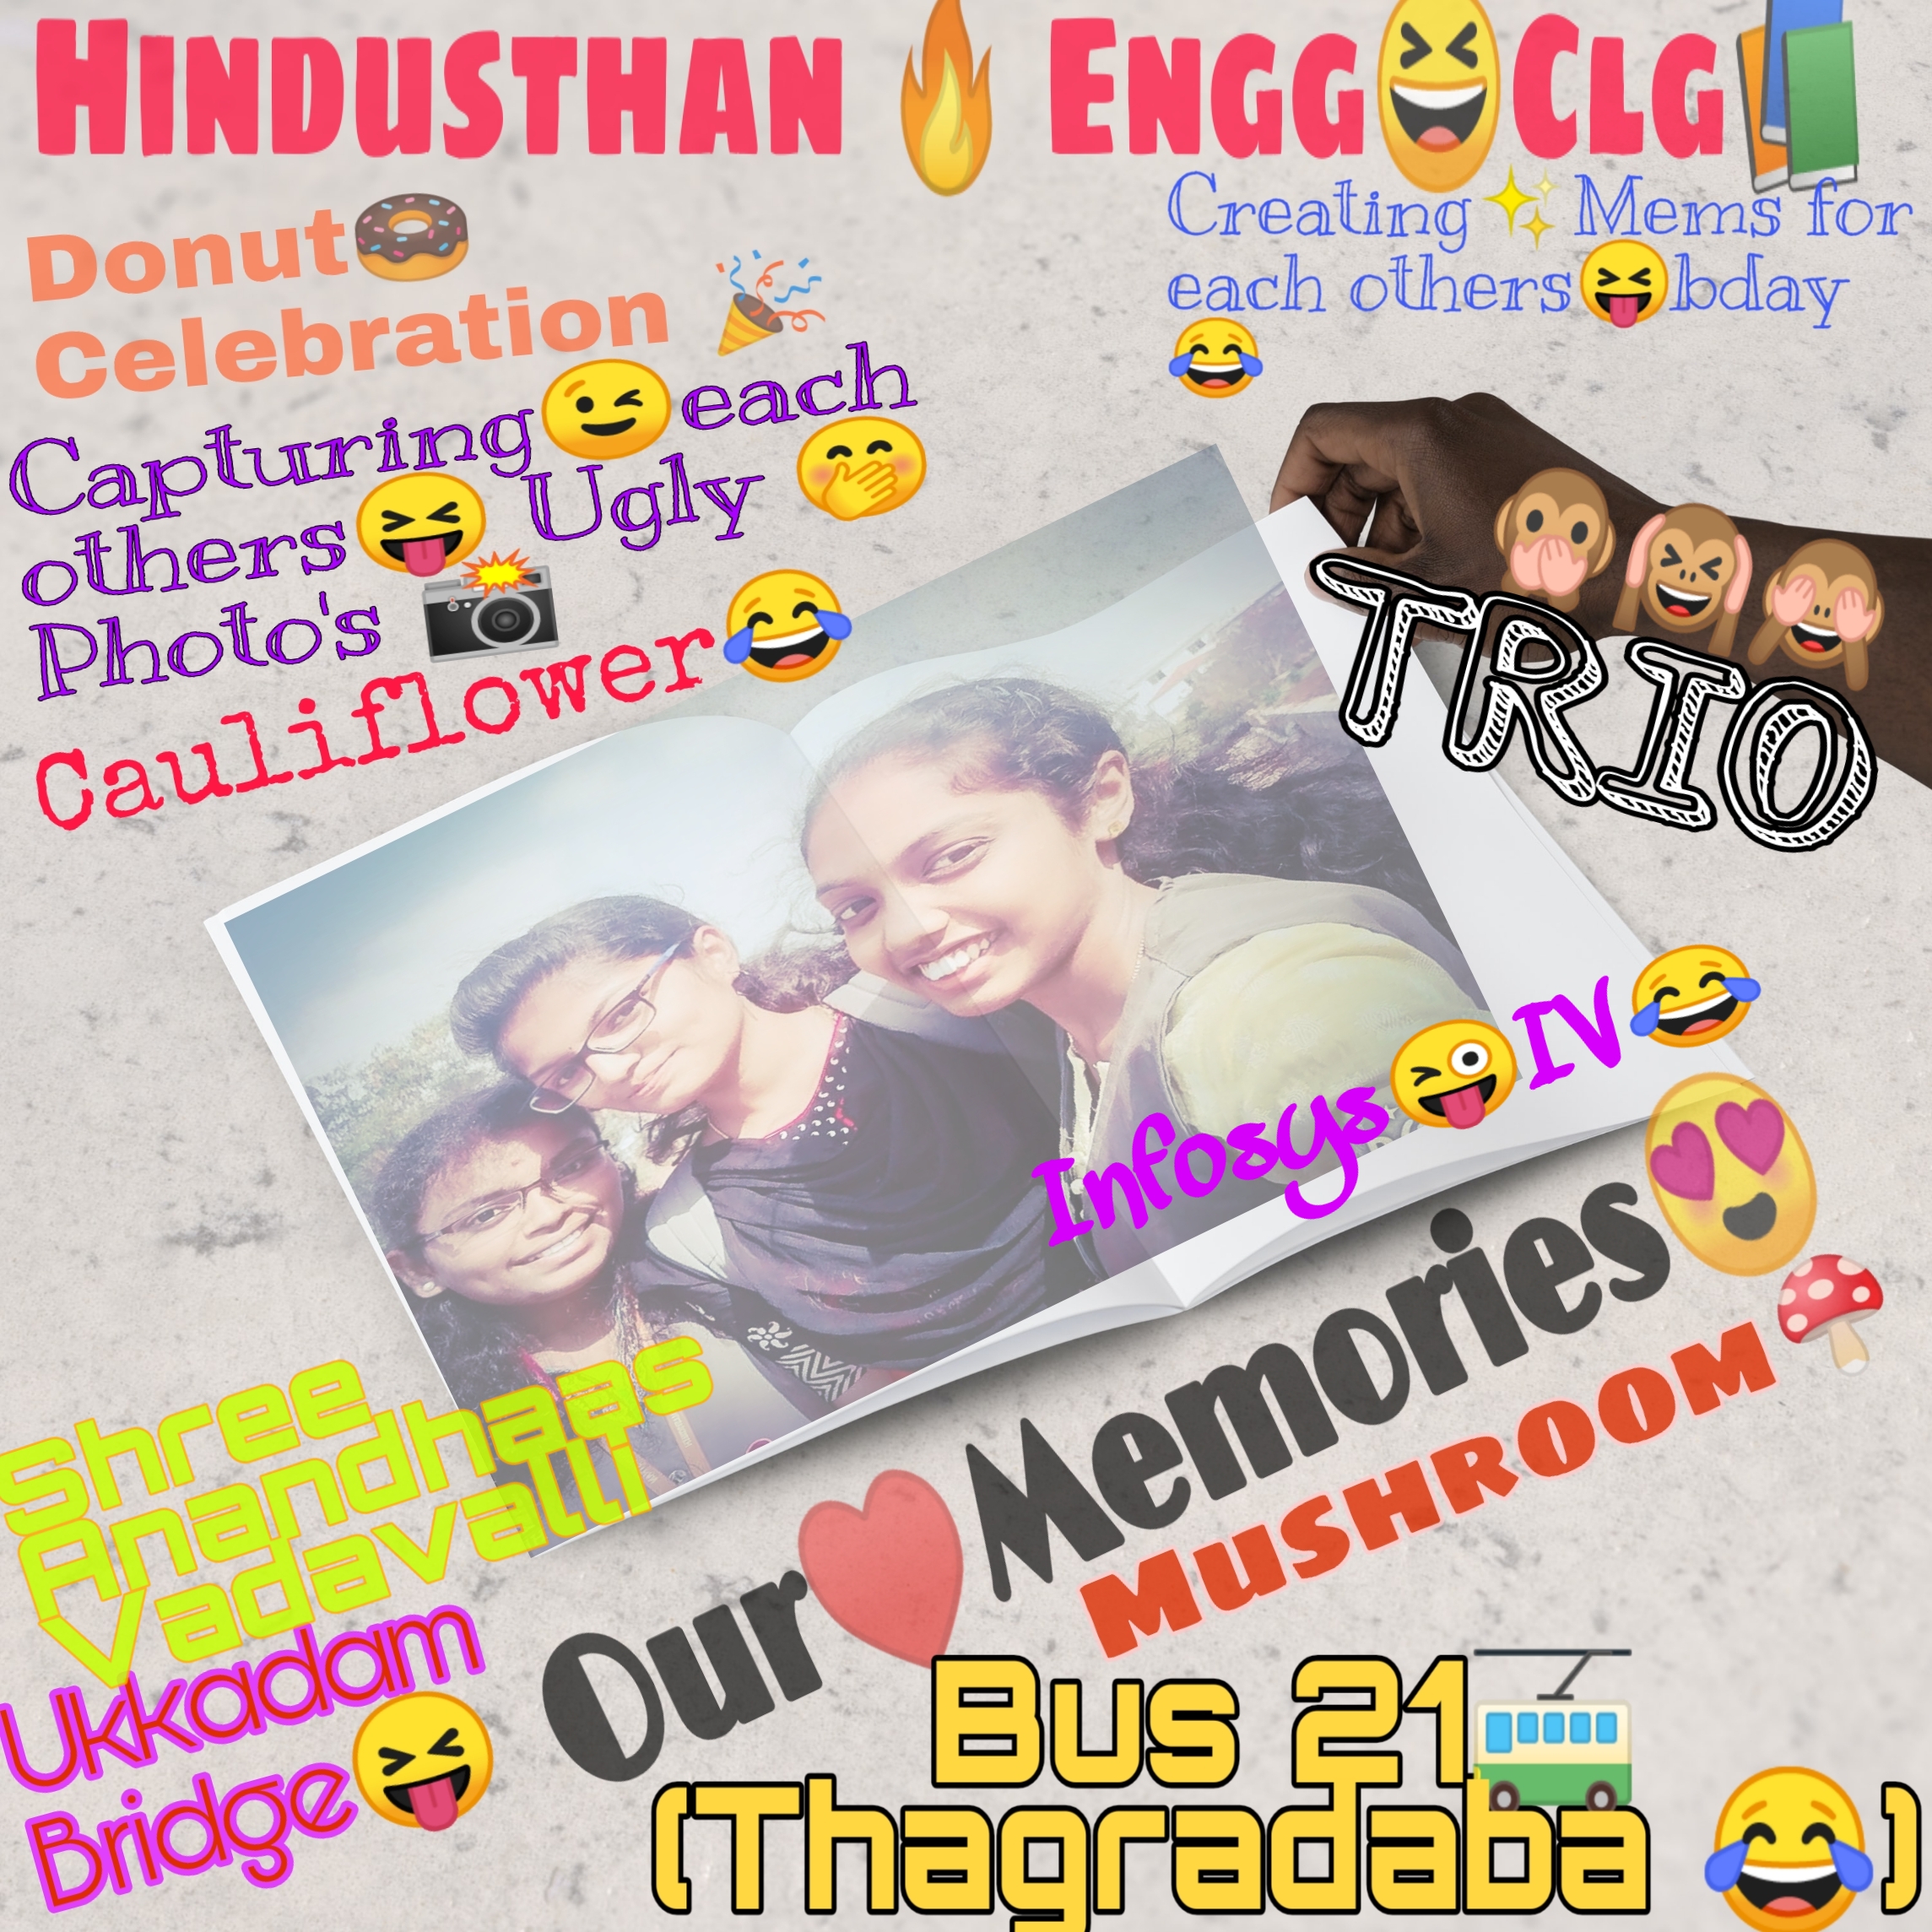 HINDUSTHAN 🔥 ENGG😆CLG📚
Donut🍩
Celebration 🎉
Creating✨Mems for
each others😝bday
😂
Capturing😉each
others😝 Ugly 🤭
Photo's 📸
Cauliflower😂
🙊🙉🙈
TRIO
Infosys😜IV😂
Our❤Memories😍
MUSHROOM🍄
Shree
Anandhaas
Vadavalli
Ukkadam
Bridge😝
Bus 21🚎
(Thagradaba 😂)